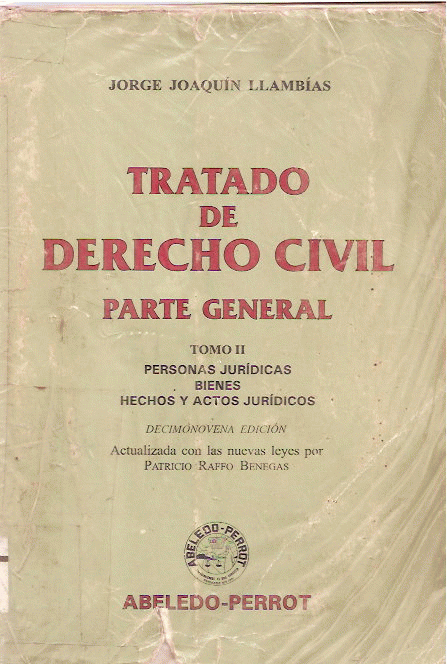 JORGE JOAQUÍN LLAMBÍAS
TRATADO
DE
DERECHO CIVIL
PARTE GENERAL
TOMO II
PERSONAS JURÍDICAS
BIENES
HECHOS Y ACTOS JURÍDICOS
DECIMONOVENA EDICIÓN
Actualizada con las nuevas leyes por
PATRICIO RAFFO BENEGAS
ABELEDO-PERROT
ABELEDO-PERROT